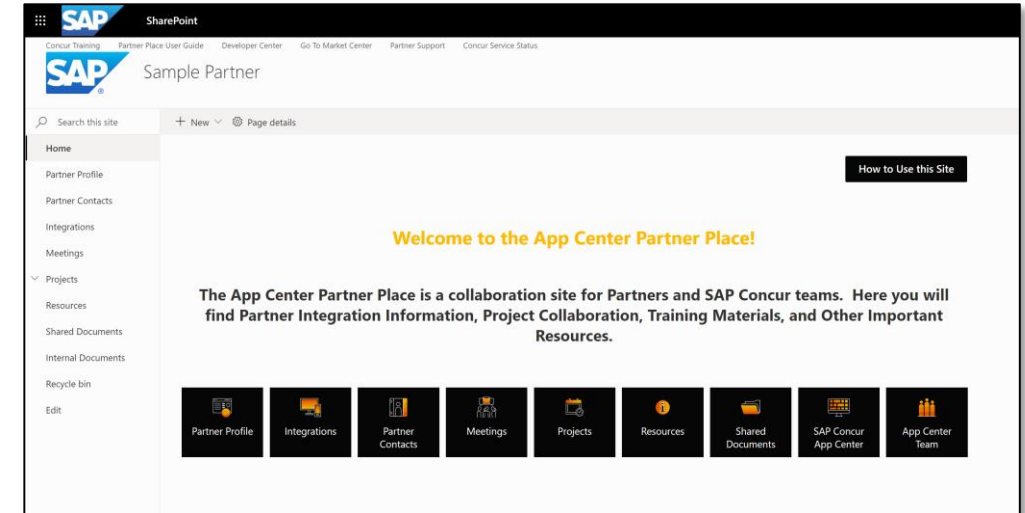 SAP SharePoint
Concur Training Partner Place User Guide Developer Center Go To Market Center Partner Support Concur Service Status
SAP ® Sample Partner
Search this site + New Page details
Home
How to Use this Site
Partner Profile
Partner Contacts
Integrations
Meetings
Projects
Resources
Shared Documents
Internal Documents
Recycle bin
Edit
Welcome to the App Center Partner Place!
The App Center Partner Place is a collaboration site for Partners and SAP Concur teams. Here you will
find Partner Integration Information, Project Collaboration, Training Materials, and Other Important
Resources.
Partner Profile
Integrations
Partner
Contacts
Meetings
Projects
Resources
Shared
Documents
SAP Concur
App Center
App Center
Team